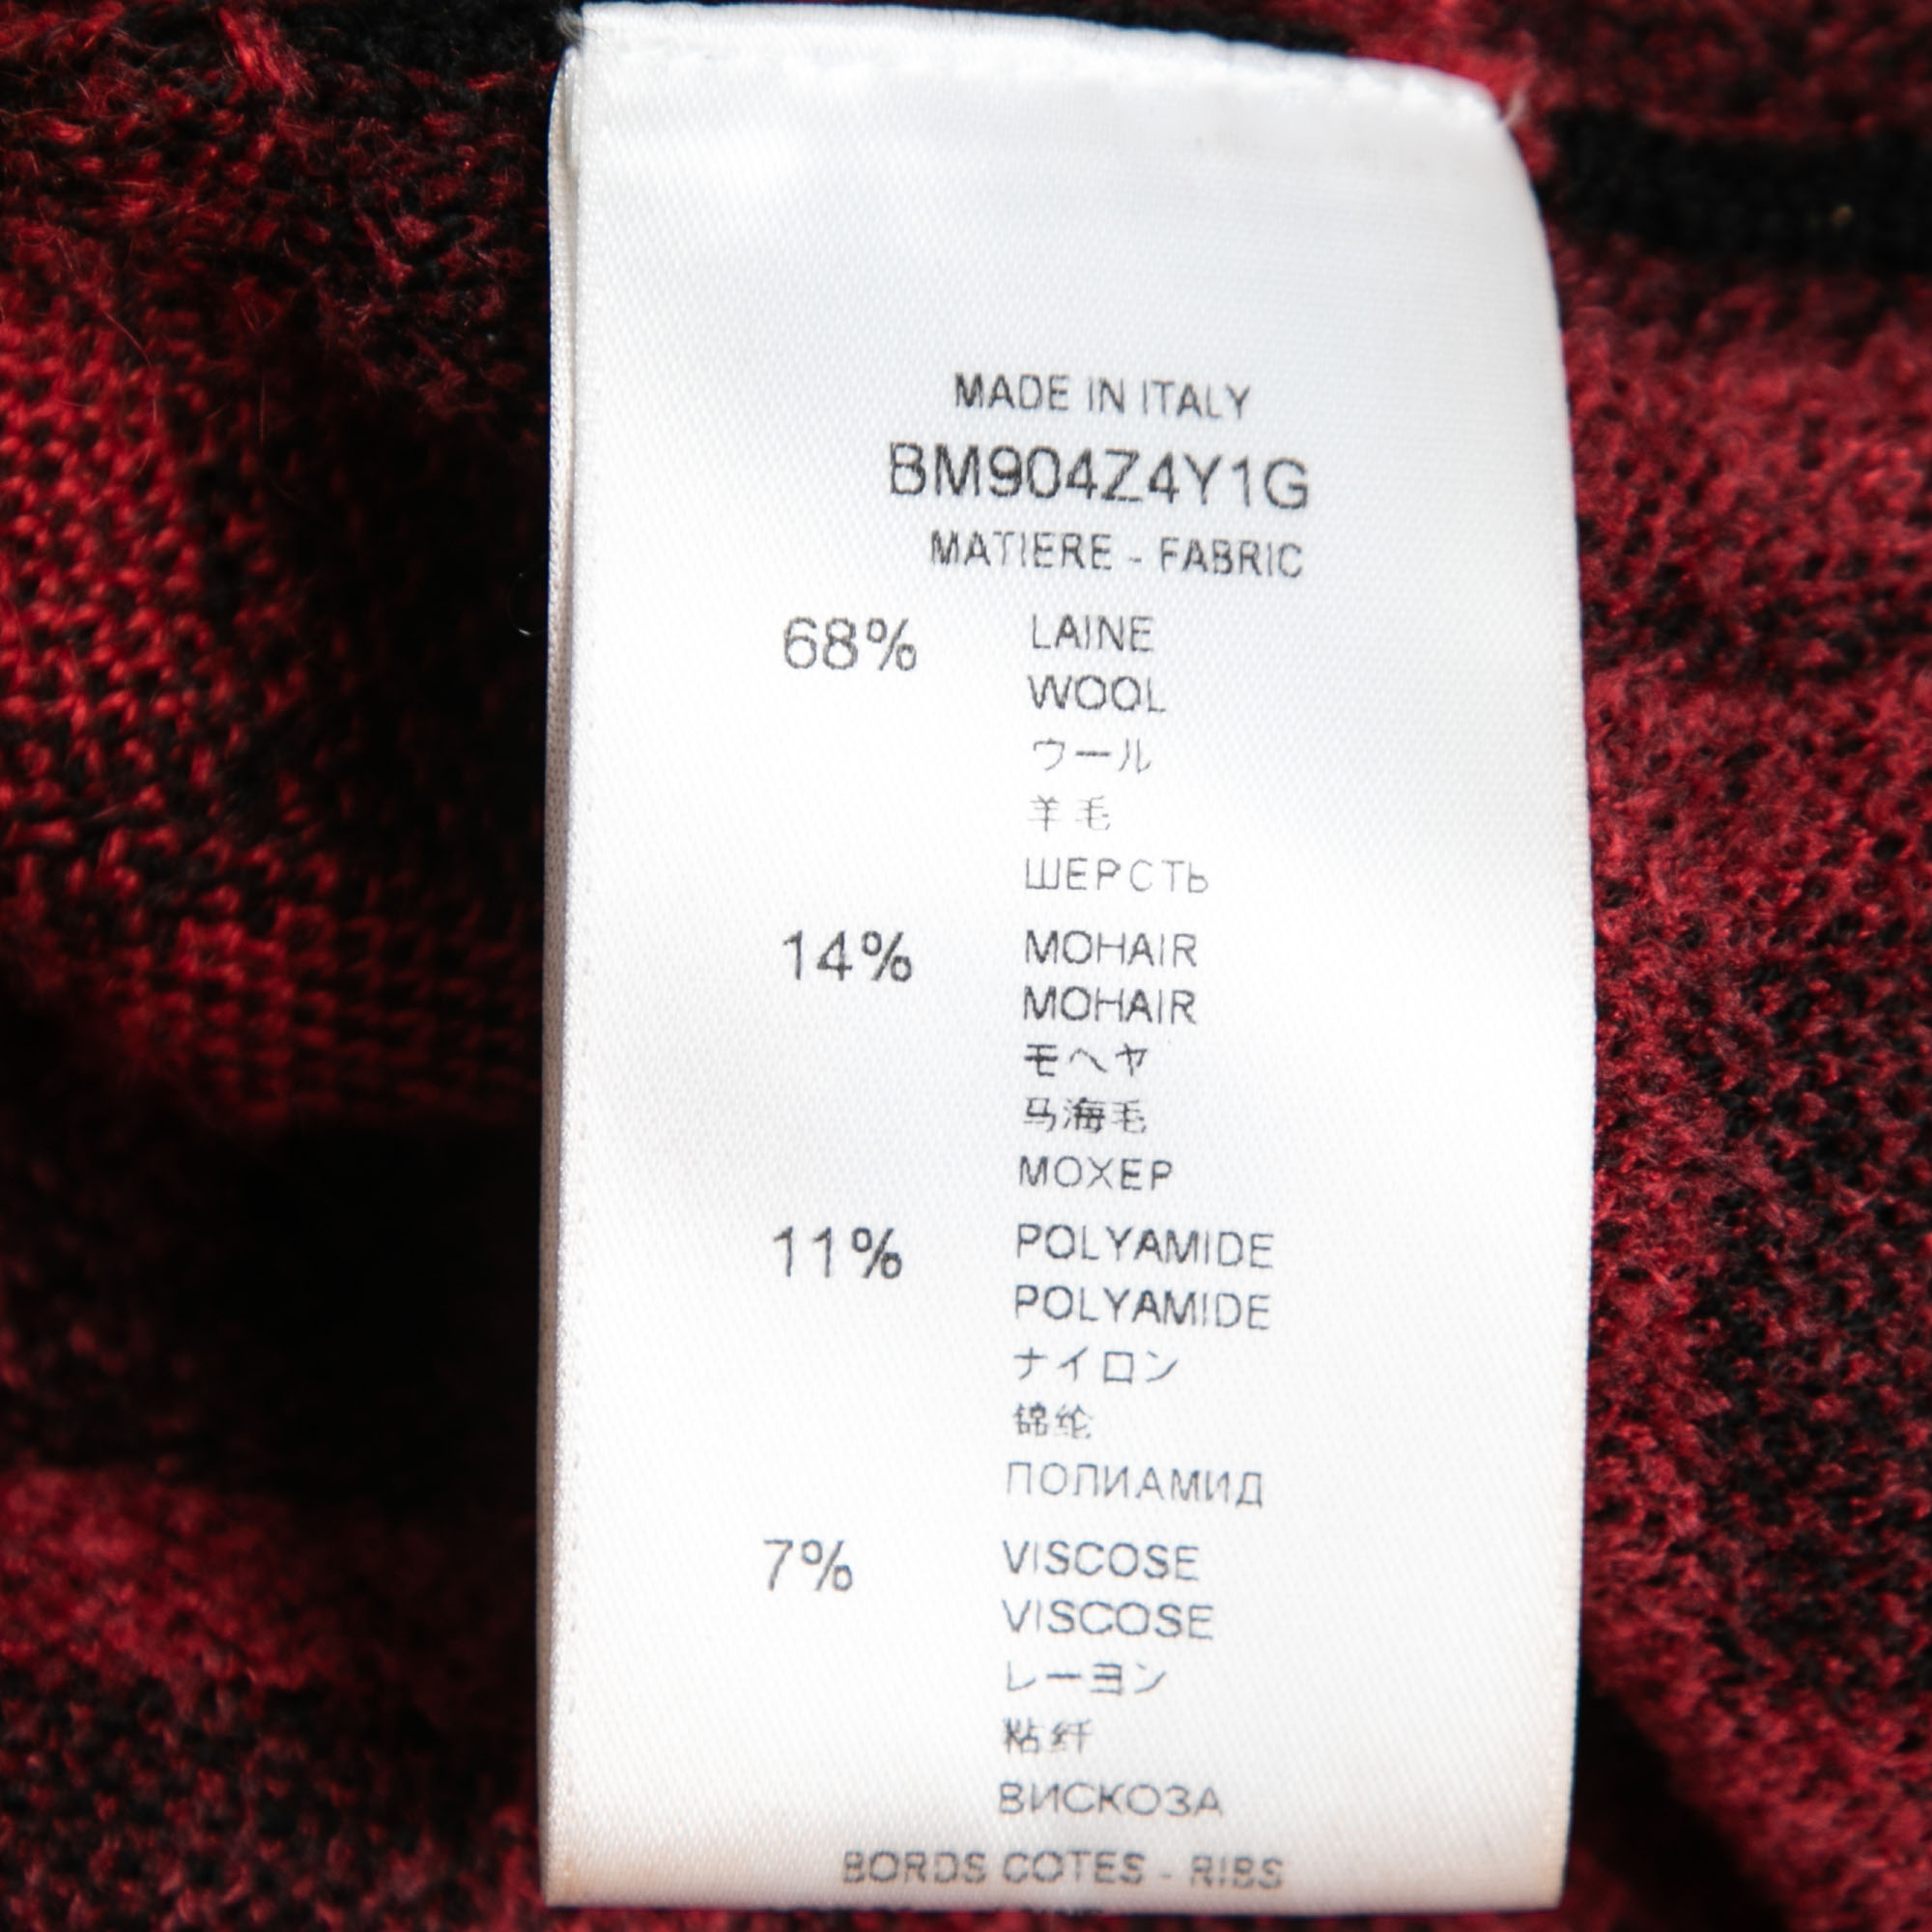 MADE IN ITALY
BM904Z4Y1G
MATIERE - FABRIC
68% LAINE
WOOL
ウール
羊毛
ШЕРСТЬ
14% MOHAIR
MOHAIR
モヘヤ
马海毛
МОХЕР
11% POLYAMIDE
POLYAMIDE
ナイロン
锦纶
ПОЛИАМИД
7% VISCOSE
VISCOSE
レーヨン
粘纤
ВИСКОЗА
BORDS COTES - RIBS